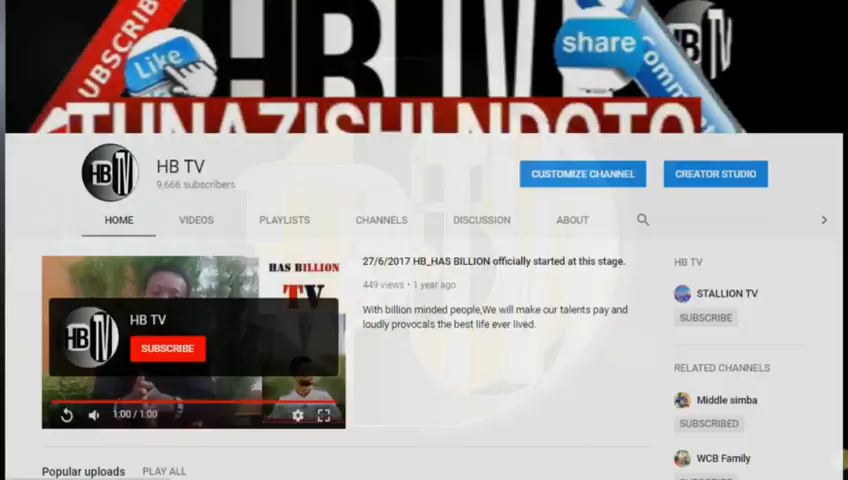 SUBSCRIBE
Like
HB TV
share
Comment
TUNAZISHI NDOTO
HB TV
9,666 subscribers
CUSTOMIZE CHANNEL
CREATOR STUDIO
HOME
VIDEOS
PLAYLISTS
CHANNELS
DISCUSSION
ABOUT
HAS BILLION
TV
HB TV
SUBSCRIBE
1:00 / 1:00
27/6/2017 HB_HAS BILLION officially started at this stage.
449 views • 1 year ago
With billion minded people,We will make our talents pay and
loudly provocals the best life ever lived.
HB TV
STALLION TV
SUBSCRIBE
RELATED CHANNELS
Middle simba
SUBSCRIBED
WCB Family
Popular uploads
PLAY ALL